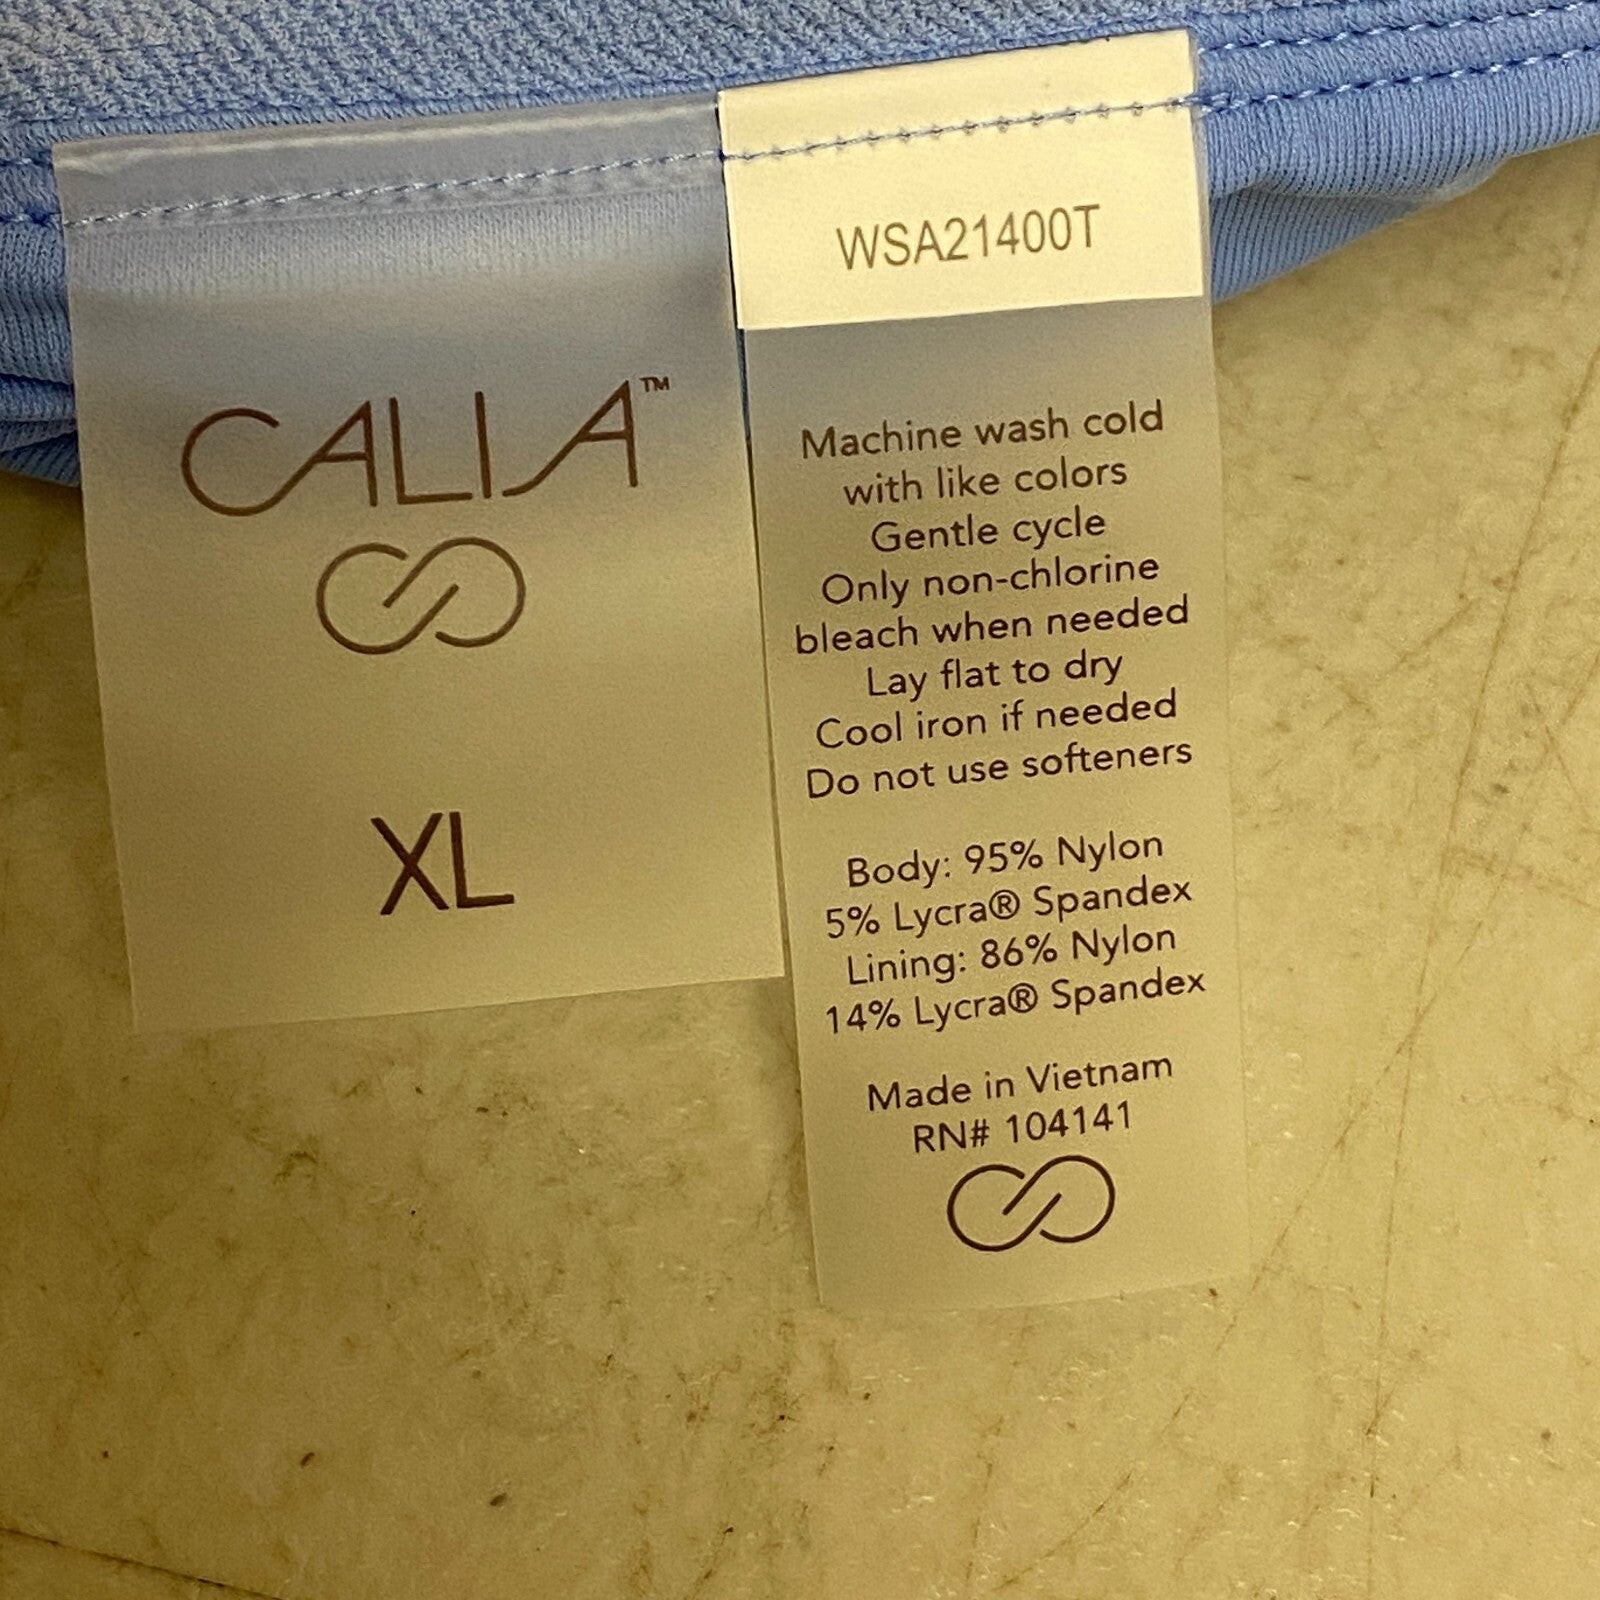 CALIA™
XL
WSA21400T
Machine wash cold
with like colors
Gentle cycle
Only non-chlorine
bleach when needed
Lay flat to dry
Cool iron if needed
Do not use softeners
Body: 95% Nylon
5% Lycra® Spandex
Lining: 86% Nylon
14% Lycra® Spandex
Made in Vietnam
RN# 104141